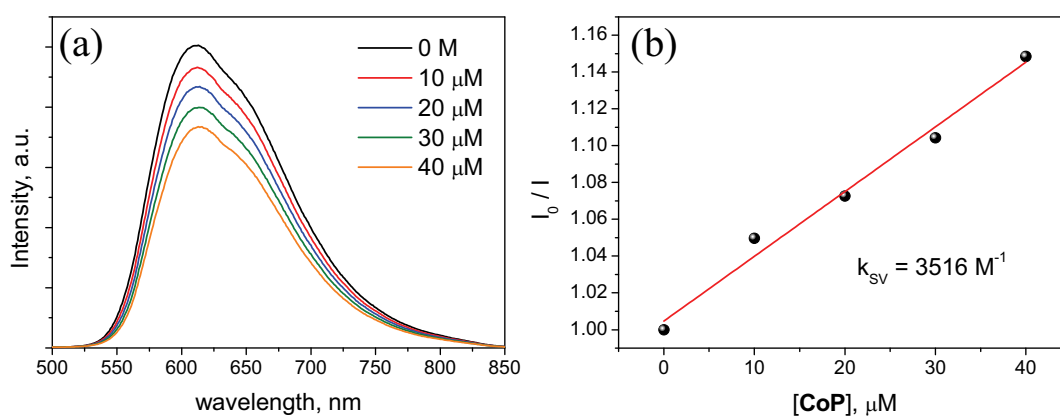 (a)
0 M
10 μM
20 μM
30 μM
40 μM
Intensity, a.u.
500 550 600 650 700 750 800 850
wavelength, nm
(b)
1.16
1.14
1.12
1.10
1.08
1.06
1.04
1.02
1.00
I₀ / I
k_SV = 3516 M⁻¹
0 10 20 30 40
[CoP], μM